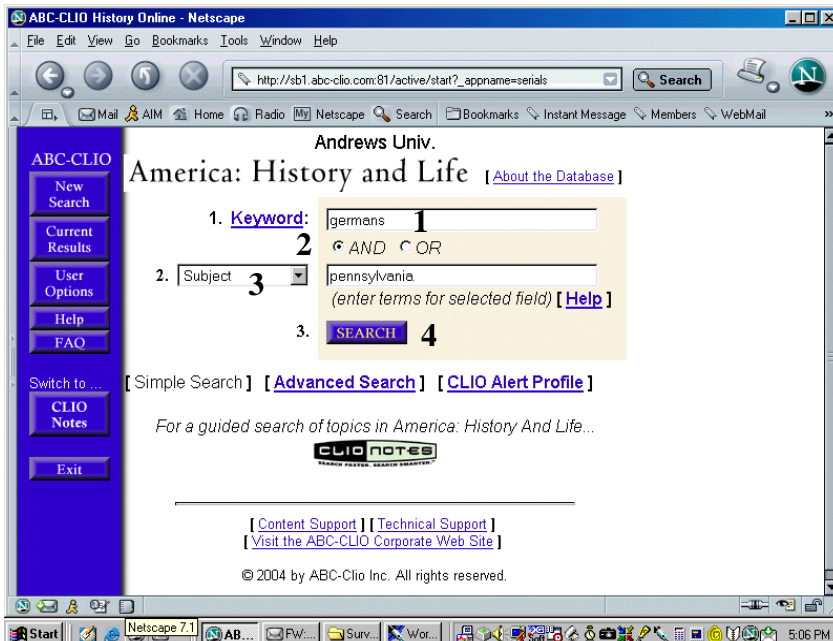 ABC-CLIO History Online - Netscape
File Edit View Go Bookmarks Tools Window Help
http://sb1.abc-clio.com:81/active/start?_appname=serials Search N
Mail AIM Home Radio My Netscape Search Bookmarks Instant Message Members WebMail »
Andrews Univ.
ABC-CLIO
America: History and Life [ About the Database ]
New Search
1. Keyword: germans 1
Current Results
2 AND OR
User Options
2. Subject 3 pennsylvania
(enter terms for selected field) [ Help ]
Help
3. SEARCH 4
FAQ
Switch to ...
[ Simple Search ] [ Advanced Search ] [ CLIO Alert Profile ]
CLIO Notes
For a guided search of topics in America: History And Life...
CLIO NOTES
SEARCH FASTER. SEARCH SMARTER.™
Exit
[ Content Support ] [ Technical Support ]
[ Visit the ABC-CLIO Corporate Web Site ]
© 2004 by ABC-Clio Inc. All rights reserved.
Start Netscape 7.1 AB... FW:... Surv... Wor... 5:06 PM